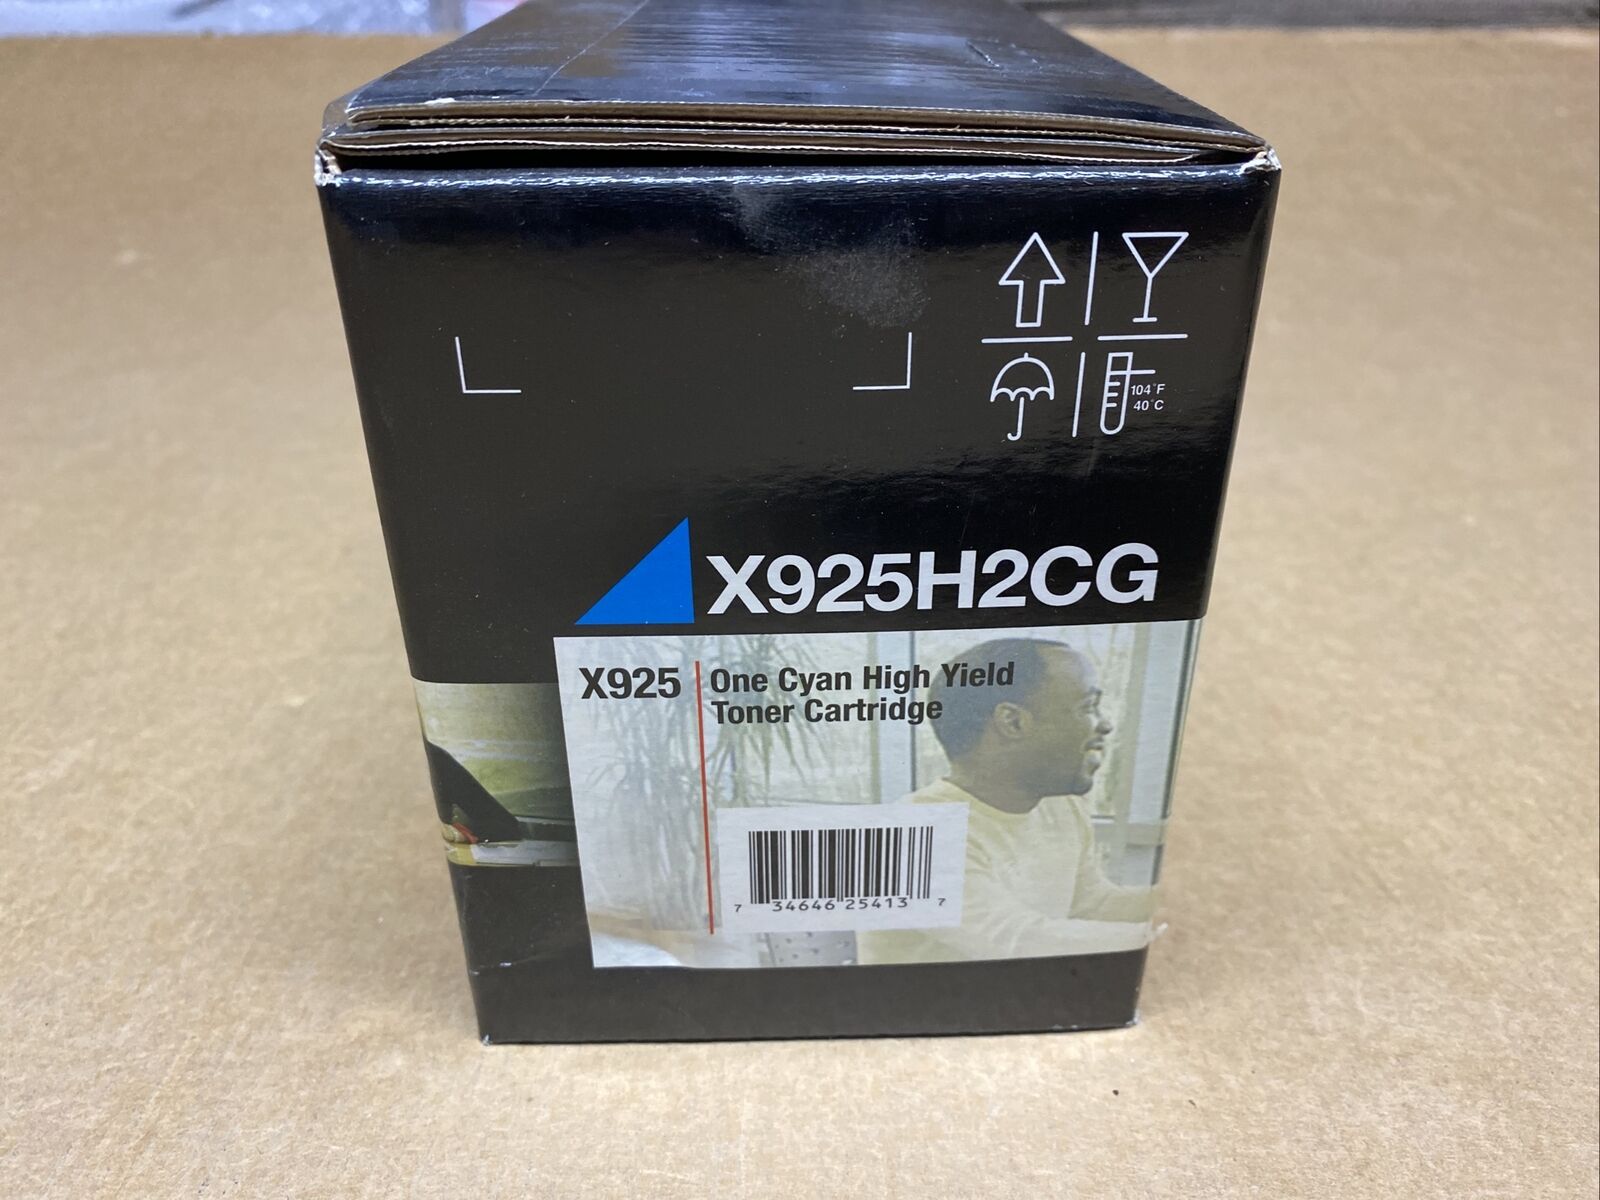 104°F
40°C
X925H2CG
X925
One Cyan High Yield
Toner Cartridge
7 34646 25413 7